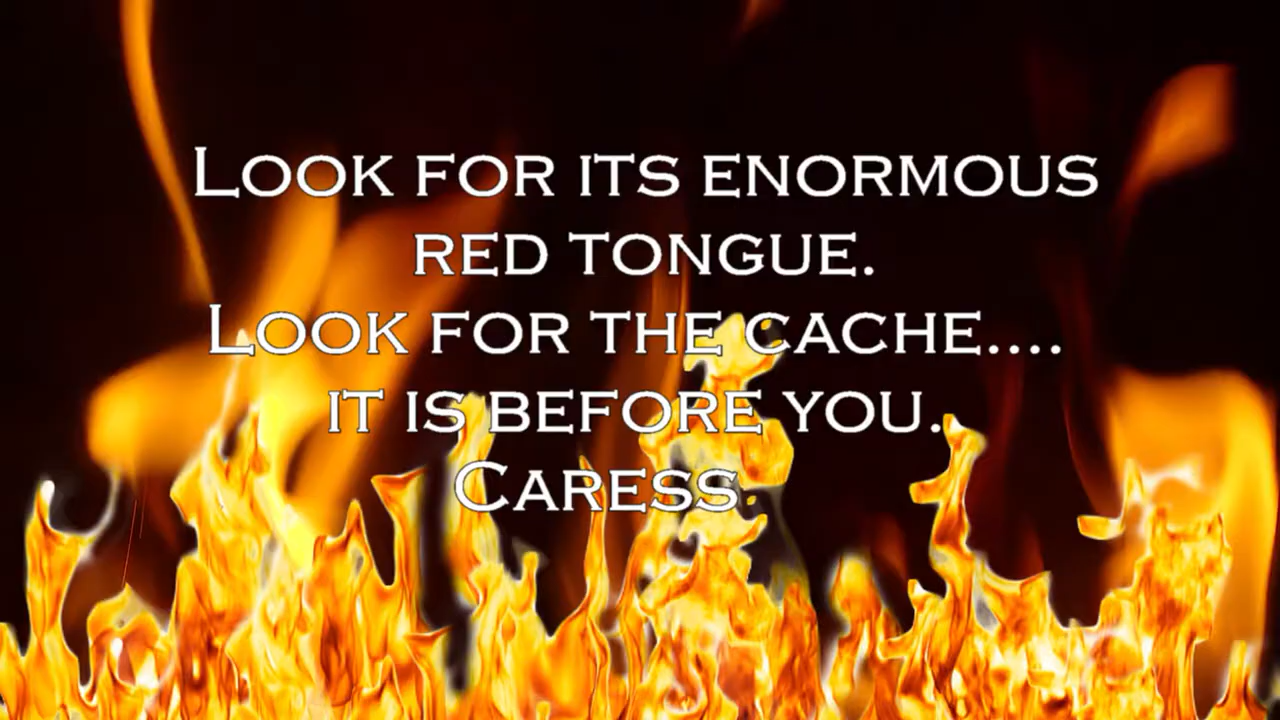 Look for its enormous
red tongue.
Look for the cache....
it is before you.
Caress